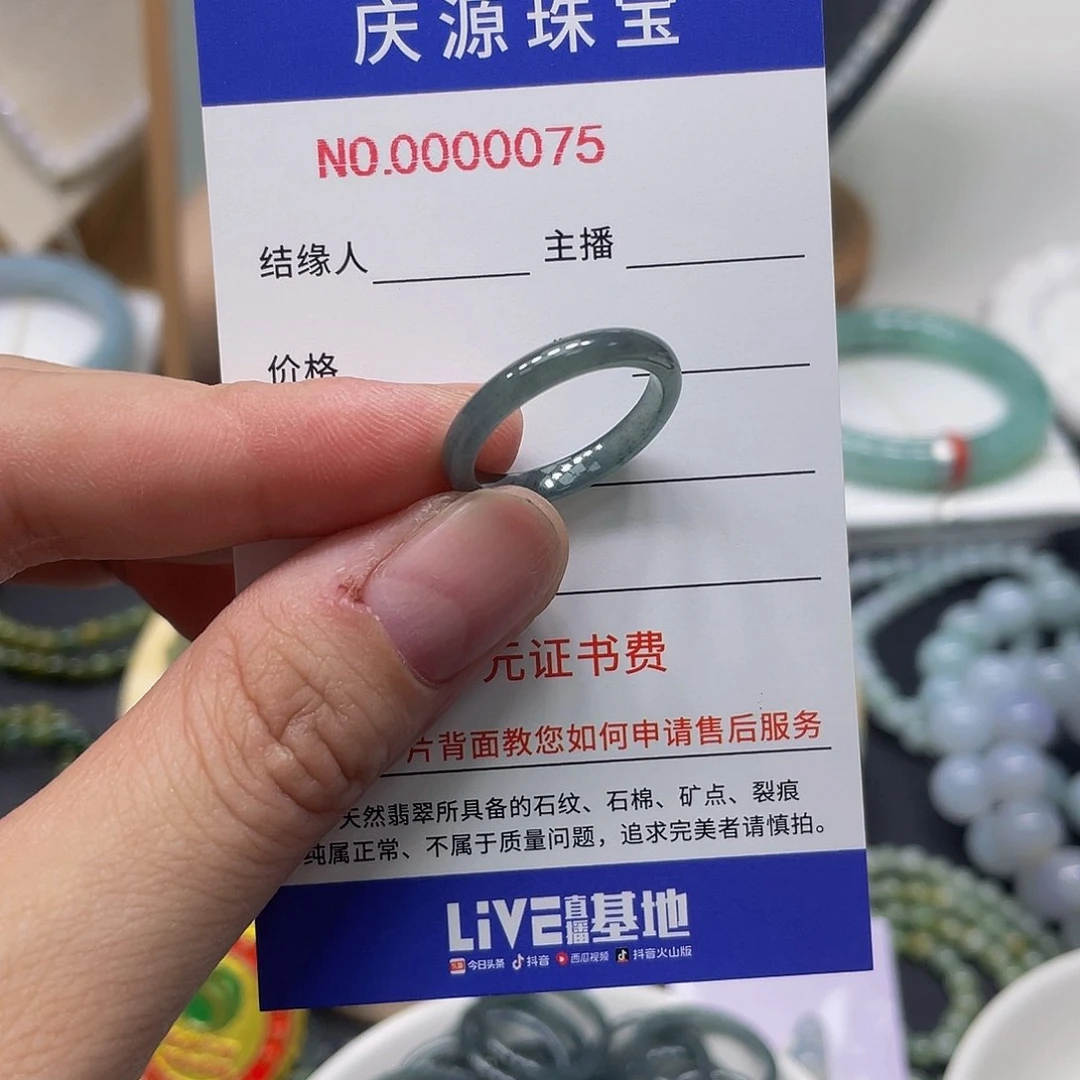 庆源珠宝
NO.0000075
结缘人 主播
价格
元证书费
片背面教您如何申请售后服务
天然翡翠所具备的石纹、石棉、矿点、裂痕
纯属正常、不属于质量问题，追求完美者请慎拍。
LiVE直播基地
今日头条 抖音 西瓜视频 抖音火山版